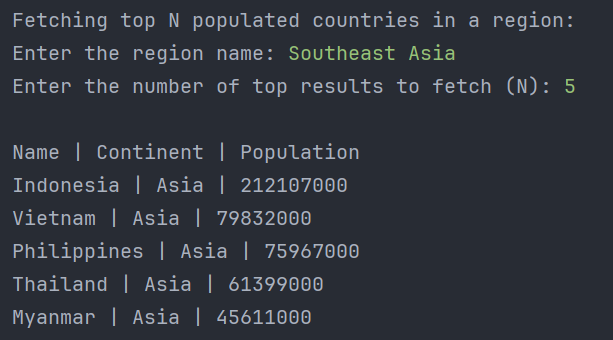 Fetching top N populated countries in a region:
Enter the region name: Southeast Asia
Enter the number of top results to fetch (N): 5
Name | Continent | Population
Indonesia | Asia | 212107000
Vietnam | Asia | 79832000
Philippines | Asia | 75967000
Thailand | Asia | 61399000
Myanmar | Asia | 45611000